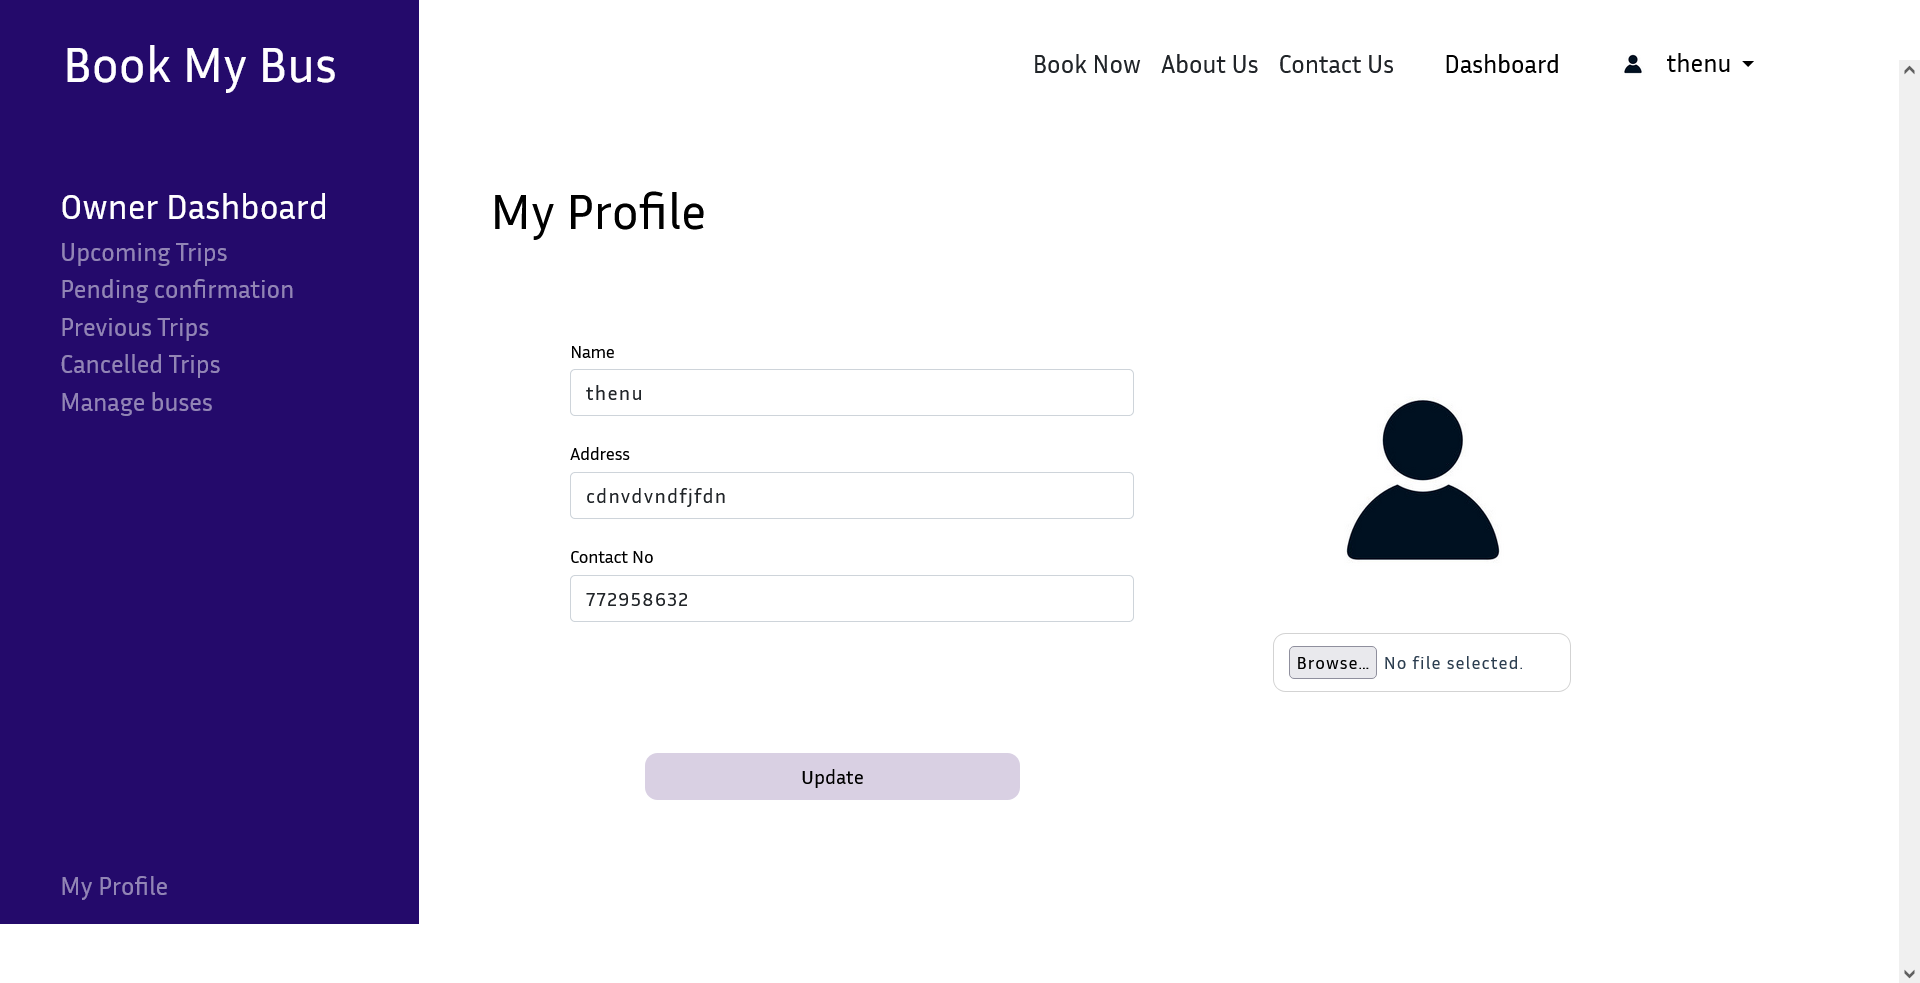 Book My Bus
Book Now About Us Contact Us Dashboard thenu
Owner Dashboard
Upcoming Trips
Pending confirmation
Previous Trips
Cancelled Trips
Manage buses
My Profile
My Profile
Name
thenu
Address
cdnvdvndfjfdn
Contact No
772958632
Browse... No file selected.
Update